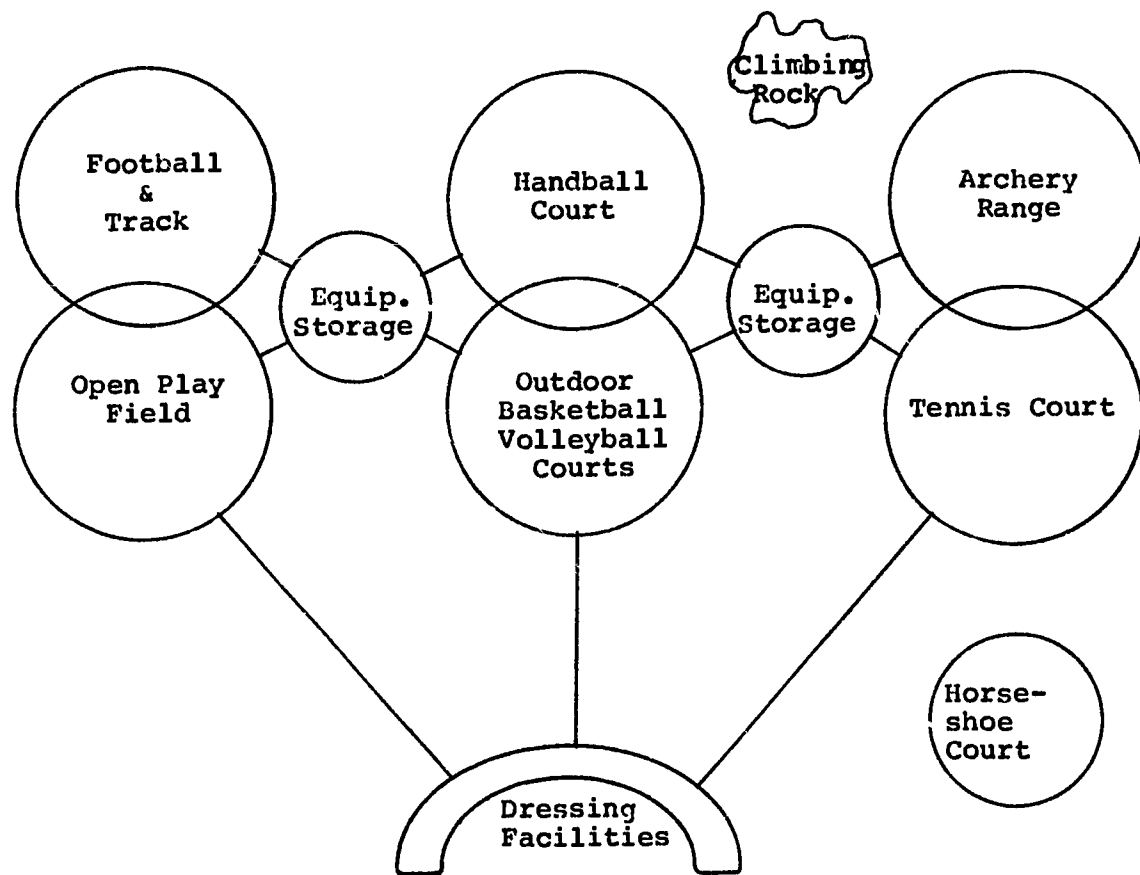 Climbing
Rock
Football
&
Track
Handball
Court
Archery
Range
Equip.
Storage
Equip.
Storage
Open Play
Field
Outdoor
Basketball
Volleyball
Courts
Tennis Court
Horse-
shoe
Court
Dressing
Facilities